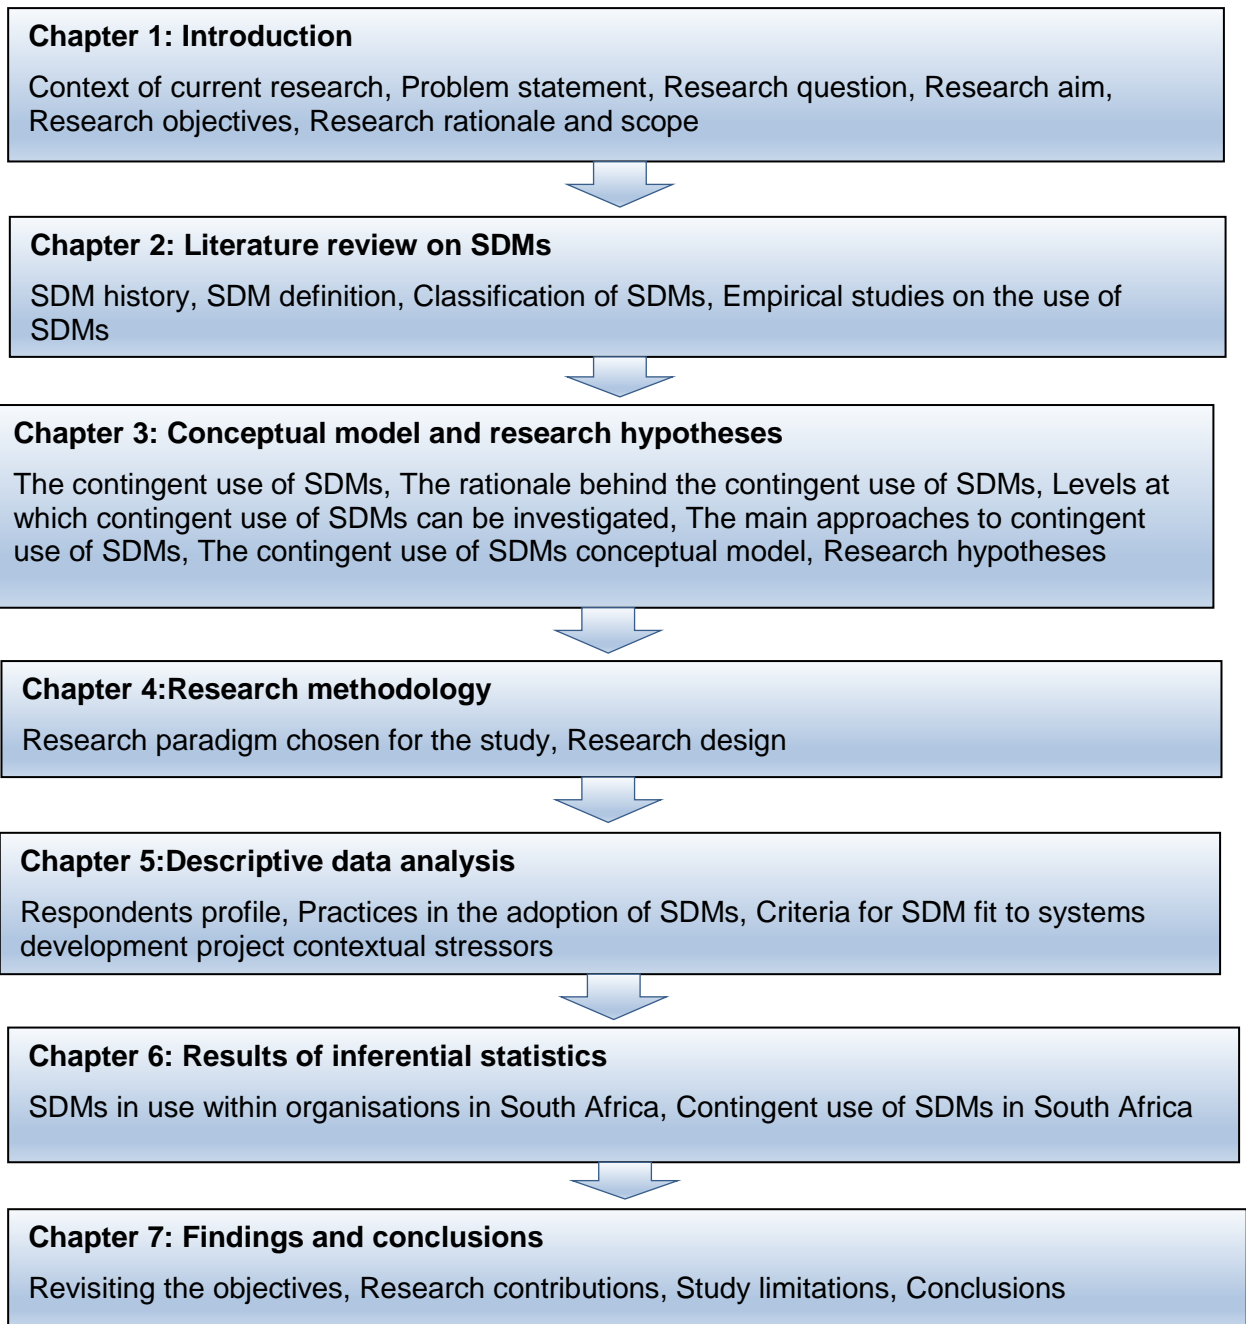 Chapter 1: Introduction
Context of current research, Problem statement, Research question, Research aim,
Research objectives, Research rationale and scope
Chapter 2: Literature review on SDMs
SDM history, SDM definition, Classification of SDMs, Empirical studies on the use of
SDMs
Chapter 3: Conceptual model and research hypotheses
The contingent use of SDMs, The rationale behind the contingent use of SDMs, Levels at
which contingent use of SDMs can be investigated, The main approaches to contingent
use of SDMs, The contingent use of SDMs conceptual model, Research hypotheses
Chapter 4:Research methodology
Research paradigm chosen for the study, Research design
Chapter 5:Descriptive data analysis
Respondents profile, Practices in the adoption of SDMs, Criteria for SDM fit to systems
development project contextual stressors
Chapter 6: Results of inferential statistics
SDMs in use within organisations in South Africa, Contingent use of SDMs in South Africa
Chapter 7: Findings and conclusions
Revisiting the objectives, Research contributions, Study limitations, Conclusions